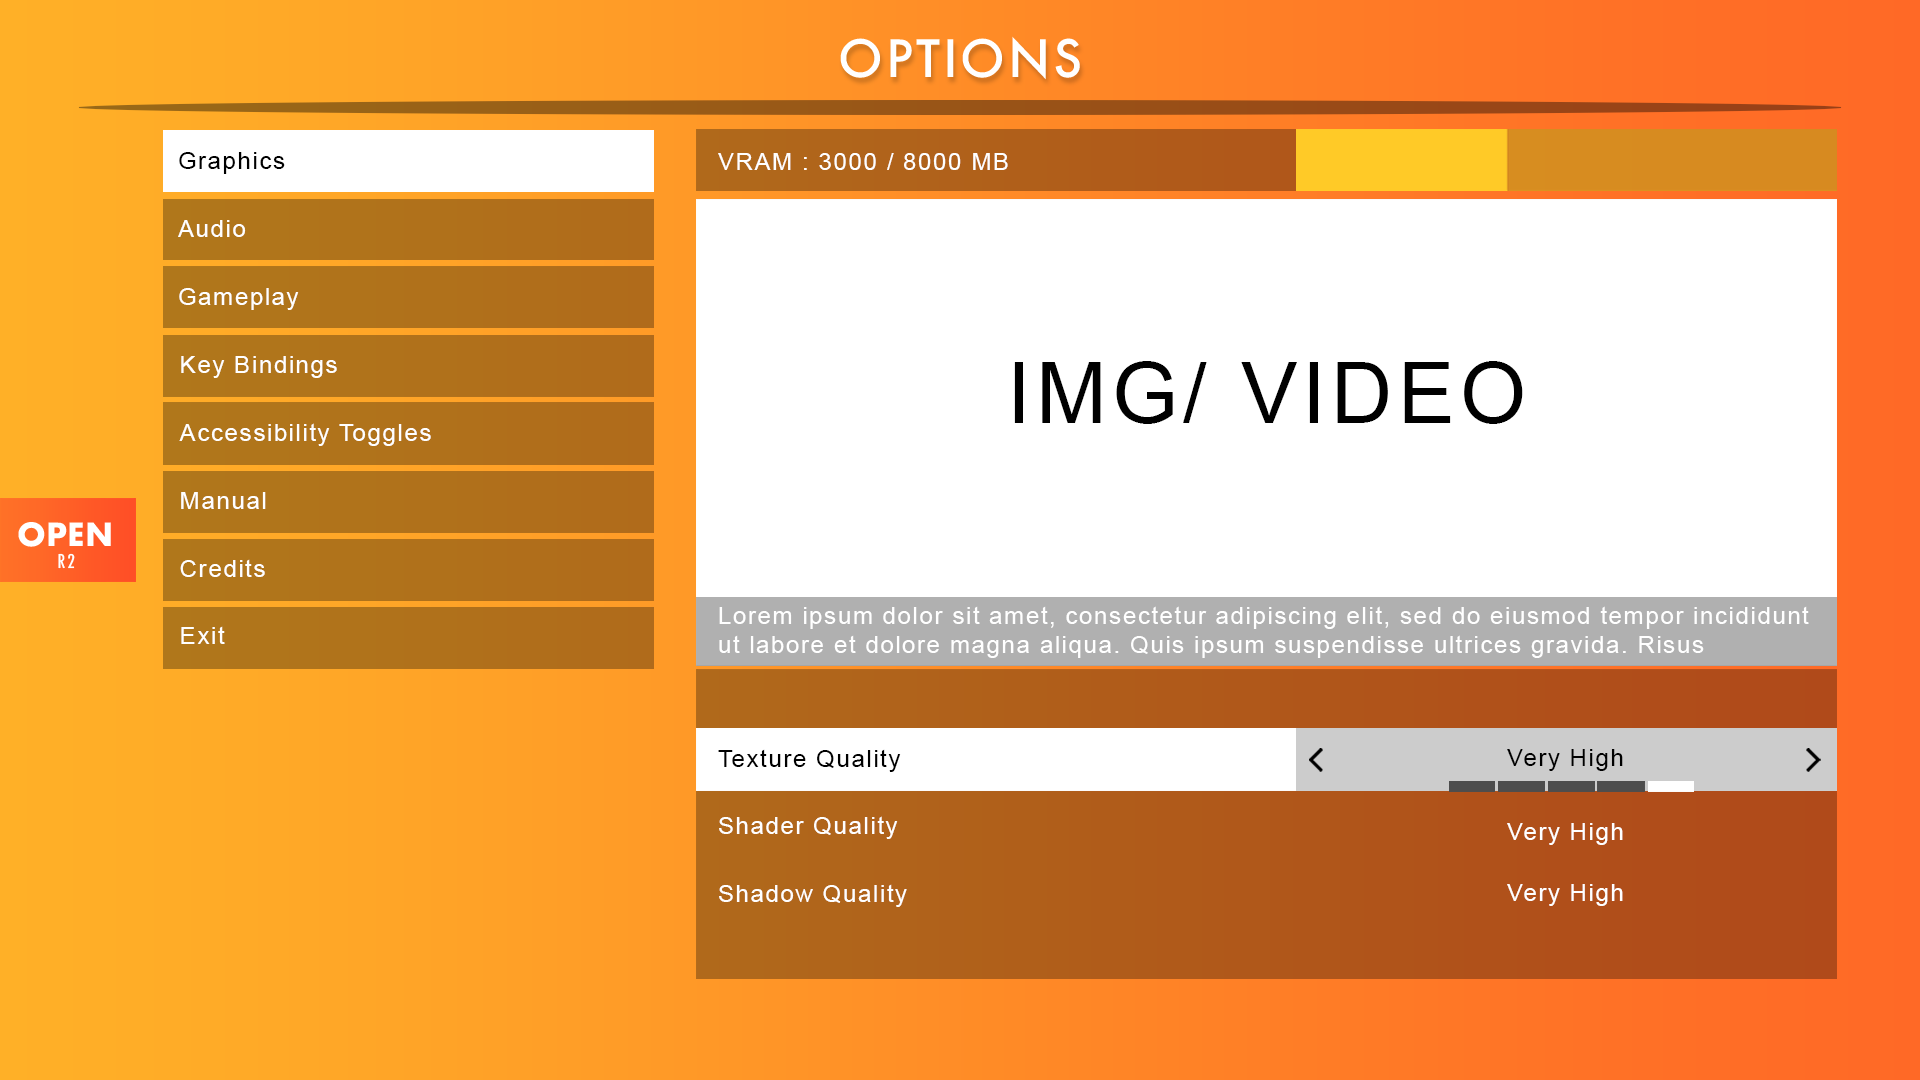 OPTIONS
Graphics
Audio
Gameplay
Key Bindings
Accessibility Toggles
Manual
Credits
Exit
OPEN
R2
VRAM : 3000 / 8000 MB
IMG/ VIDEO
Lorem ipsum dolor sit amet, consectetur adipiscing elit, sed do eiusmod tempor incididunt
ut labore et dolore magna aliqua. Quis ipsum suspendisse ultrices gravida. Risus
Texture Quality
Very High
Shader Quality
Very High
Shadow Quality
Very High